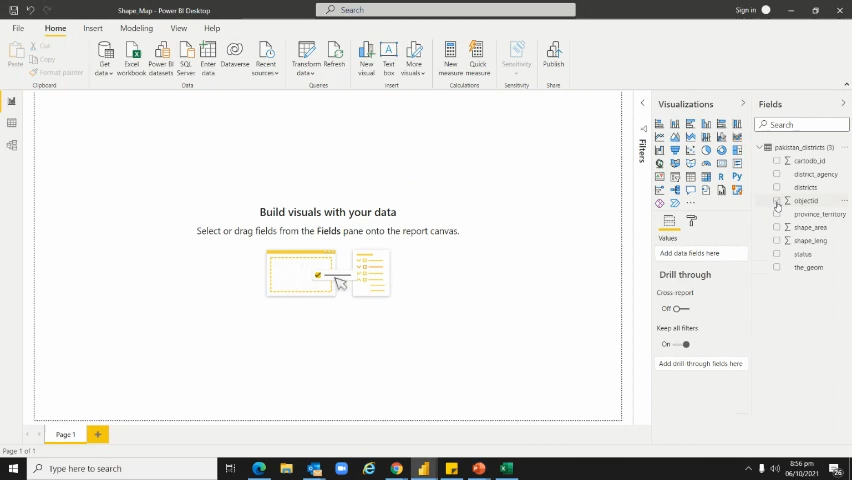 Shape_Map - Power BI Desktop
Search
Sign in
File
Home
Insert
Modeling
View
Help
Paste
Cut
Copy
Format painter
Clipboard
Get data
Excel workbook
Power BI datasets
SQL Server
Enter data
Dataverse
Recent sources
Data
Transform data
Refresh
Queries
New visual
Text box
More visuals
Insert
New measure
Quick measure
Calculations
Sensitivity
Sensitivity
Publish
Share
Build visuals with your data
Select or drag fields from the Fields pane onto the report canvas.
Filters
Visualizations
R
Py
Values
Add data fields here
Drill through
Cross-report
Off
Keep all filters
On
Add drill-through fields here
Fields
Search
pakistan_districts (3)
cartodb_id
district_agency
districts
objectid
province_territory
shape_area
shape_leng
status
the_geom
Page 1
Page 1 of 1
Type here to search
8:56 pm
06/10/2021
26